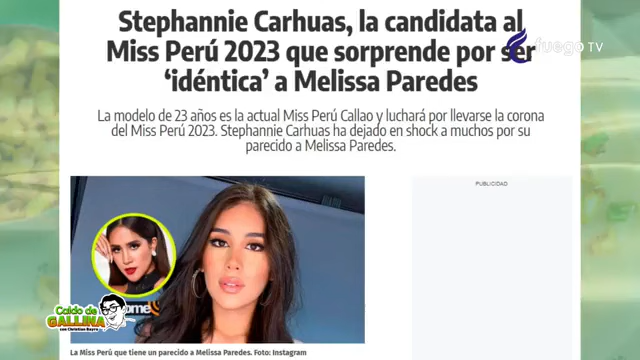 Stephannie Carhuas, la candidata al
Miss Perú 2023 que sorprende por ser
‘idéntica’ a Melissa Paredes
fuego TV
La modelo de 23 años es la actual Miss Perú Callao y luchará por llevarse la corona
del Miss Perú 2023. Stephannie Carhuas ha dejado en shock a muchos por su
parecido a Melissa Paredes.
PUBLICIDAD
Caldo de
GALLINA
con Christian Bayro
La Miss Perú que tiene un parecido a Melissa Paredes. Foto: Instagram